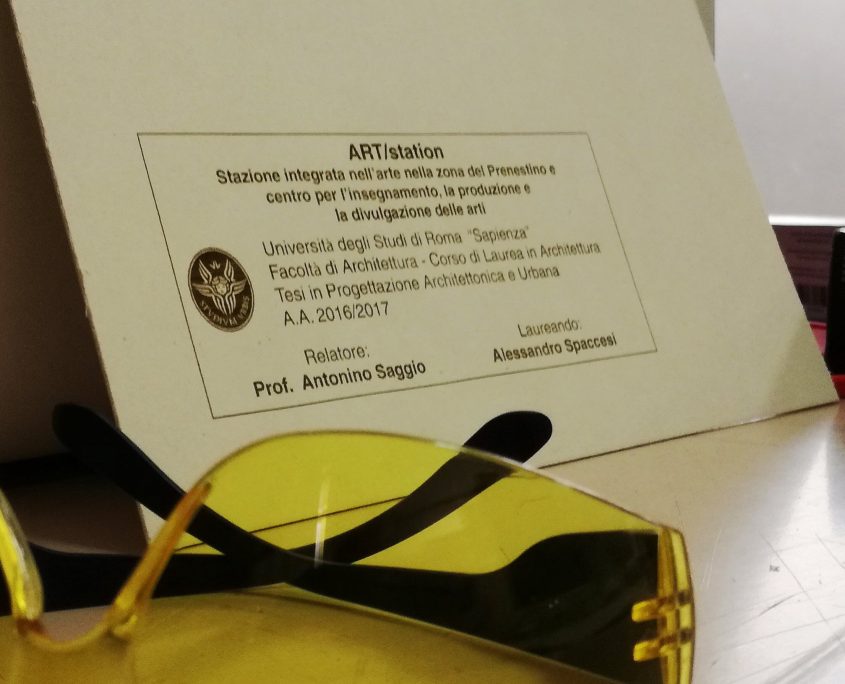 ART/station
Stazione integrata nell'arte nella zona del Prenestino e
centro per l'insegnamento, la produzione e
la divulgazione delle arti
Università degli Studi di Roma "Sapienza"
Facoltà di Architettura - Corso di Laurea in Architettura
Tesi in Progettazione Architettonica e Urbana
A.A. 2016/2017
STVDIVM VRBIS
Relatore:
Prof. Antonino Saggio
Laureando:
Alessandro Spaccesi